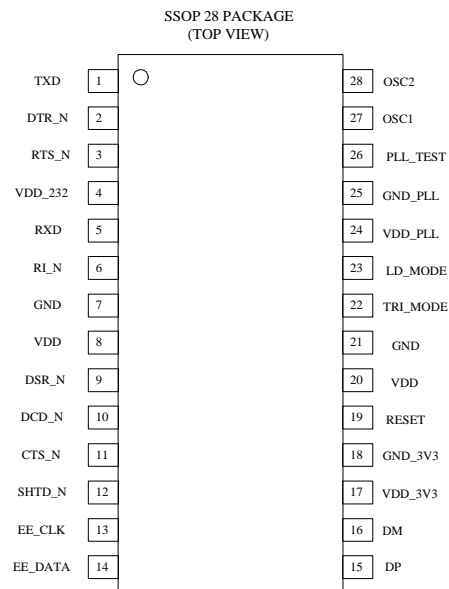 SSOP 28 PACKAGE
(TOP VIEW)
TXD 1 28 OSC2
DTR_N 2 27 OSC1
RTS_N 3 26 PLL_TEST
VDD_232 4 25 GND_PLL
RXD 5 24 VDD_PLL
RI_N 6 23 LD_MODE
GND 7 22 TRI_MODE
VDD 8 21 GND
DSR_N 9 20 VDD
DCD_N 10 19 RESET
CTS_N 11 18 GND_3V3
SHTD_N 12 17 VDD_3V3
EE_CLK 13 16 DM
EE_DATA 14 15 DP